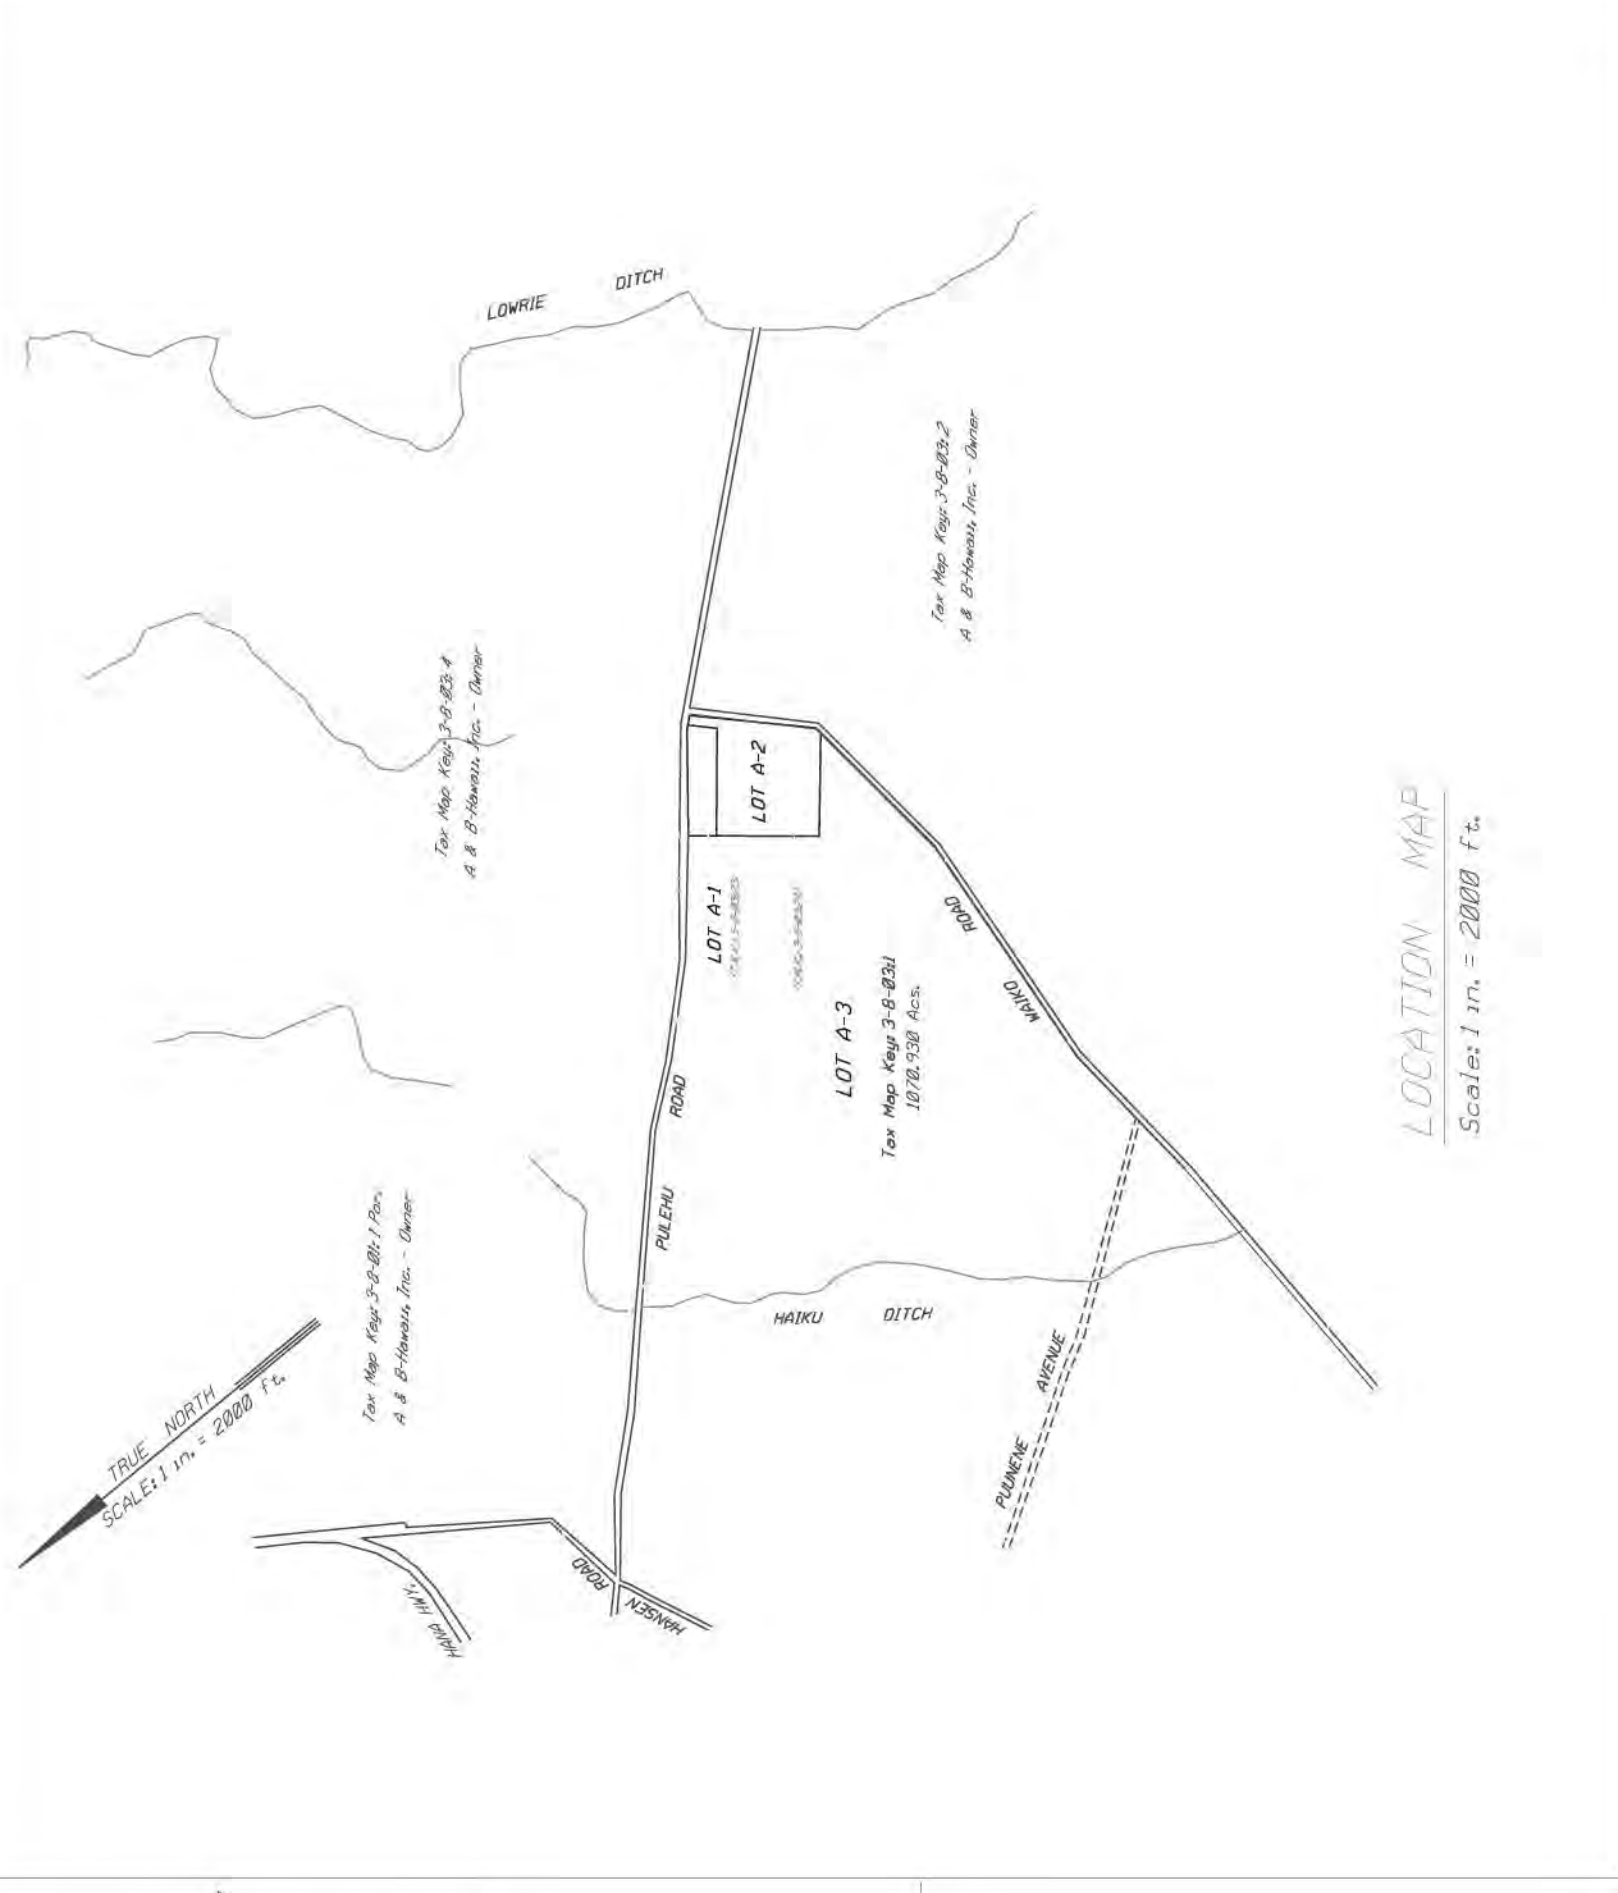 LOWRIE DITCH
Tax Map Key: 3-8-03: 2
A & B-Hawaii, Inc. - Owner
Tax Map Key: 3-8-03: 4
A & B-Hawaii, Inc. - Owner
LOT A-2
LOT A-1
LOT A-3
Tax Map Key: 3-8-03:1
1070.930 Acs.
WAIKO ROAD
PULEHU ROAD
Tax Map Key: 3-8-01: 1 Por.
A & B-Hawaii, Inc. - Owner
HAIKU DITCH
PUUNENE AVENUE
TRUE NORTH
SCALE: 1 in. = 2000 ft.
HANA HWY.
HANSEN ROAD
LOCATION MAP
Scale: 1 in. = 2000 ft.